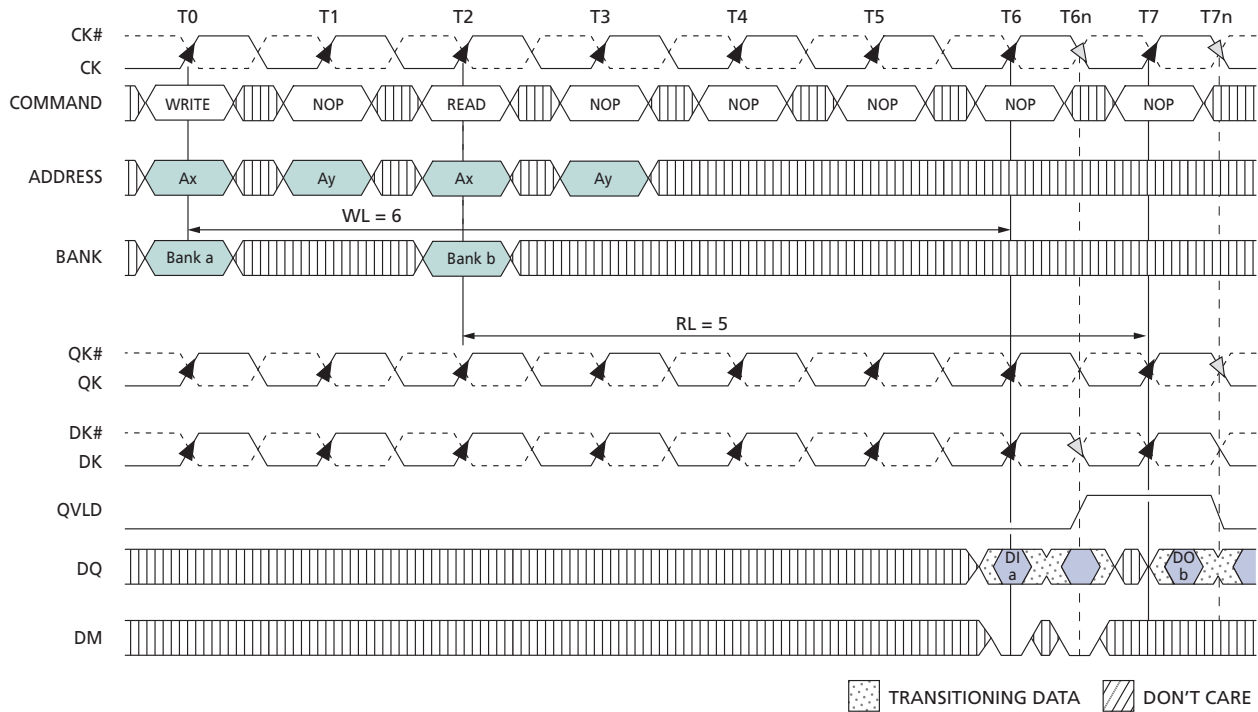 T0 T1 T2 T3 T4 T5 T6 T6n T7 T7n
CK#
CK
COMMAND WRITE NOP READ NOP NOP NOP NOP NOP
ADDRESS Ax Ay Ax Ay
WL = 6
BANK Bank a Bank b
RL = 5
QK#
QK
DK#
DK
QVLD
DQ DI a DO b
DM
TRANSITIONING DATA DON'T CARE